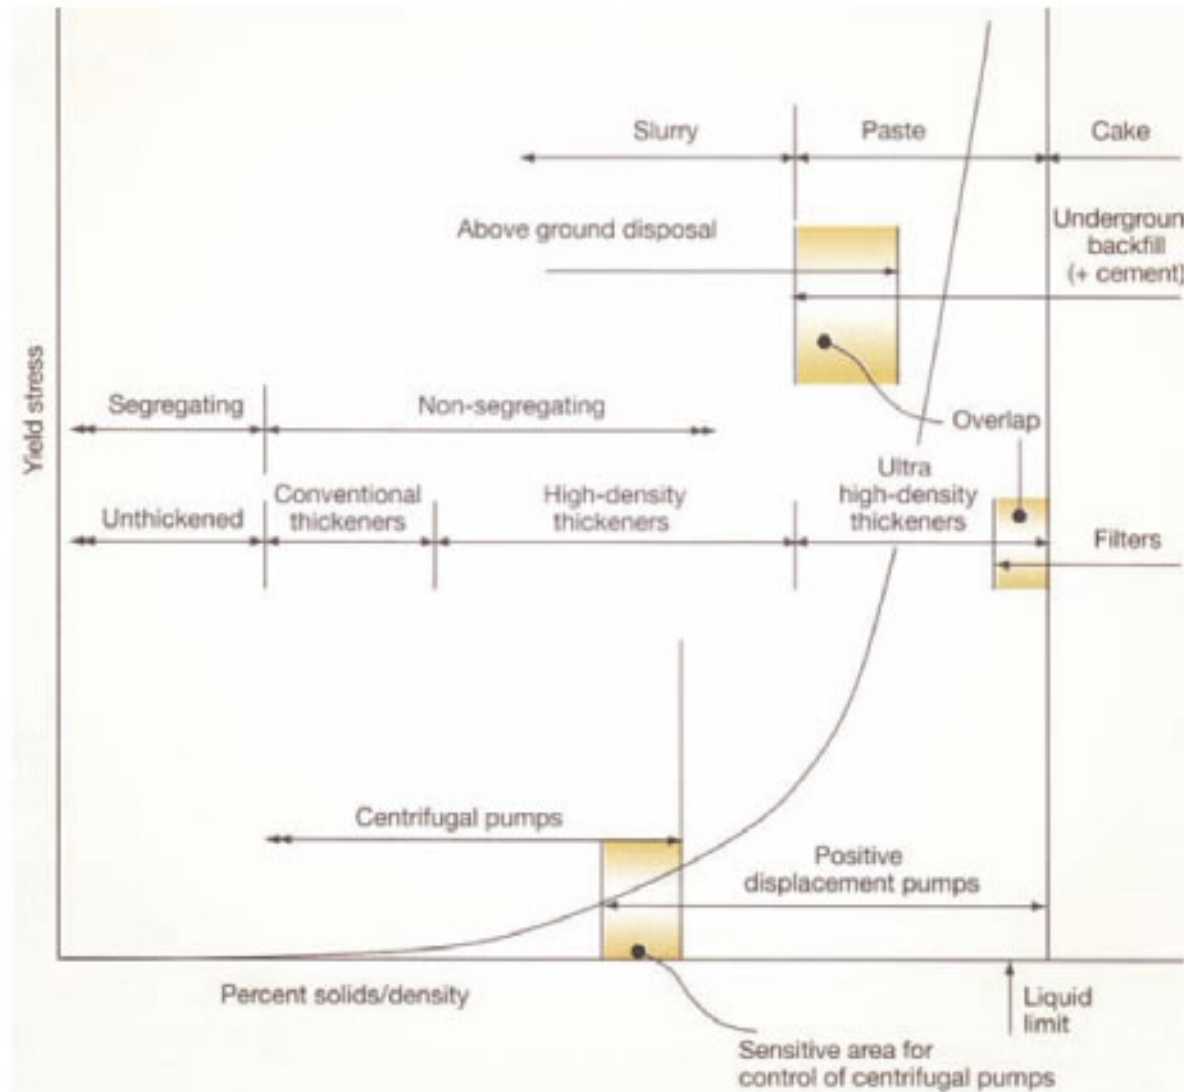 Slurry
Paste
Cake
Above ground disposal
Undergroun
backfill
(+ cement)
Yield stress
Segregating
Non-segregating
Overlap
Unthickened
Conventional
thickeners
High-density
thickeners
Ultra
high-density
thickeners
Filters
Centrifugal pumps
Positive
displacement pumps
Percent solids/density
Liquid
limit
Sensitive area for
control of centrifugal pumps